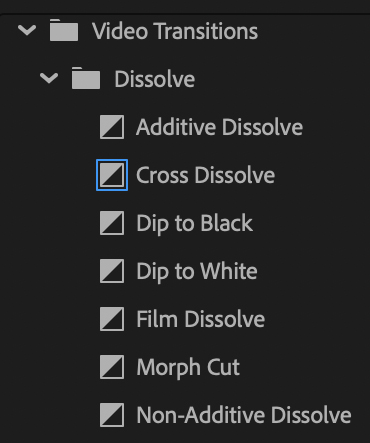 Video Transitions
Dissolve
Additive Dissolve
Cross Dissolve
Dip to Black
Dip to White
Film Dissolve
Morph Cut
Non-Additive Dissolve